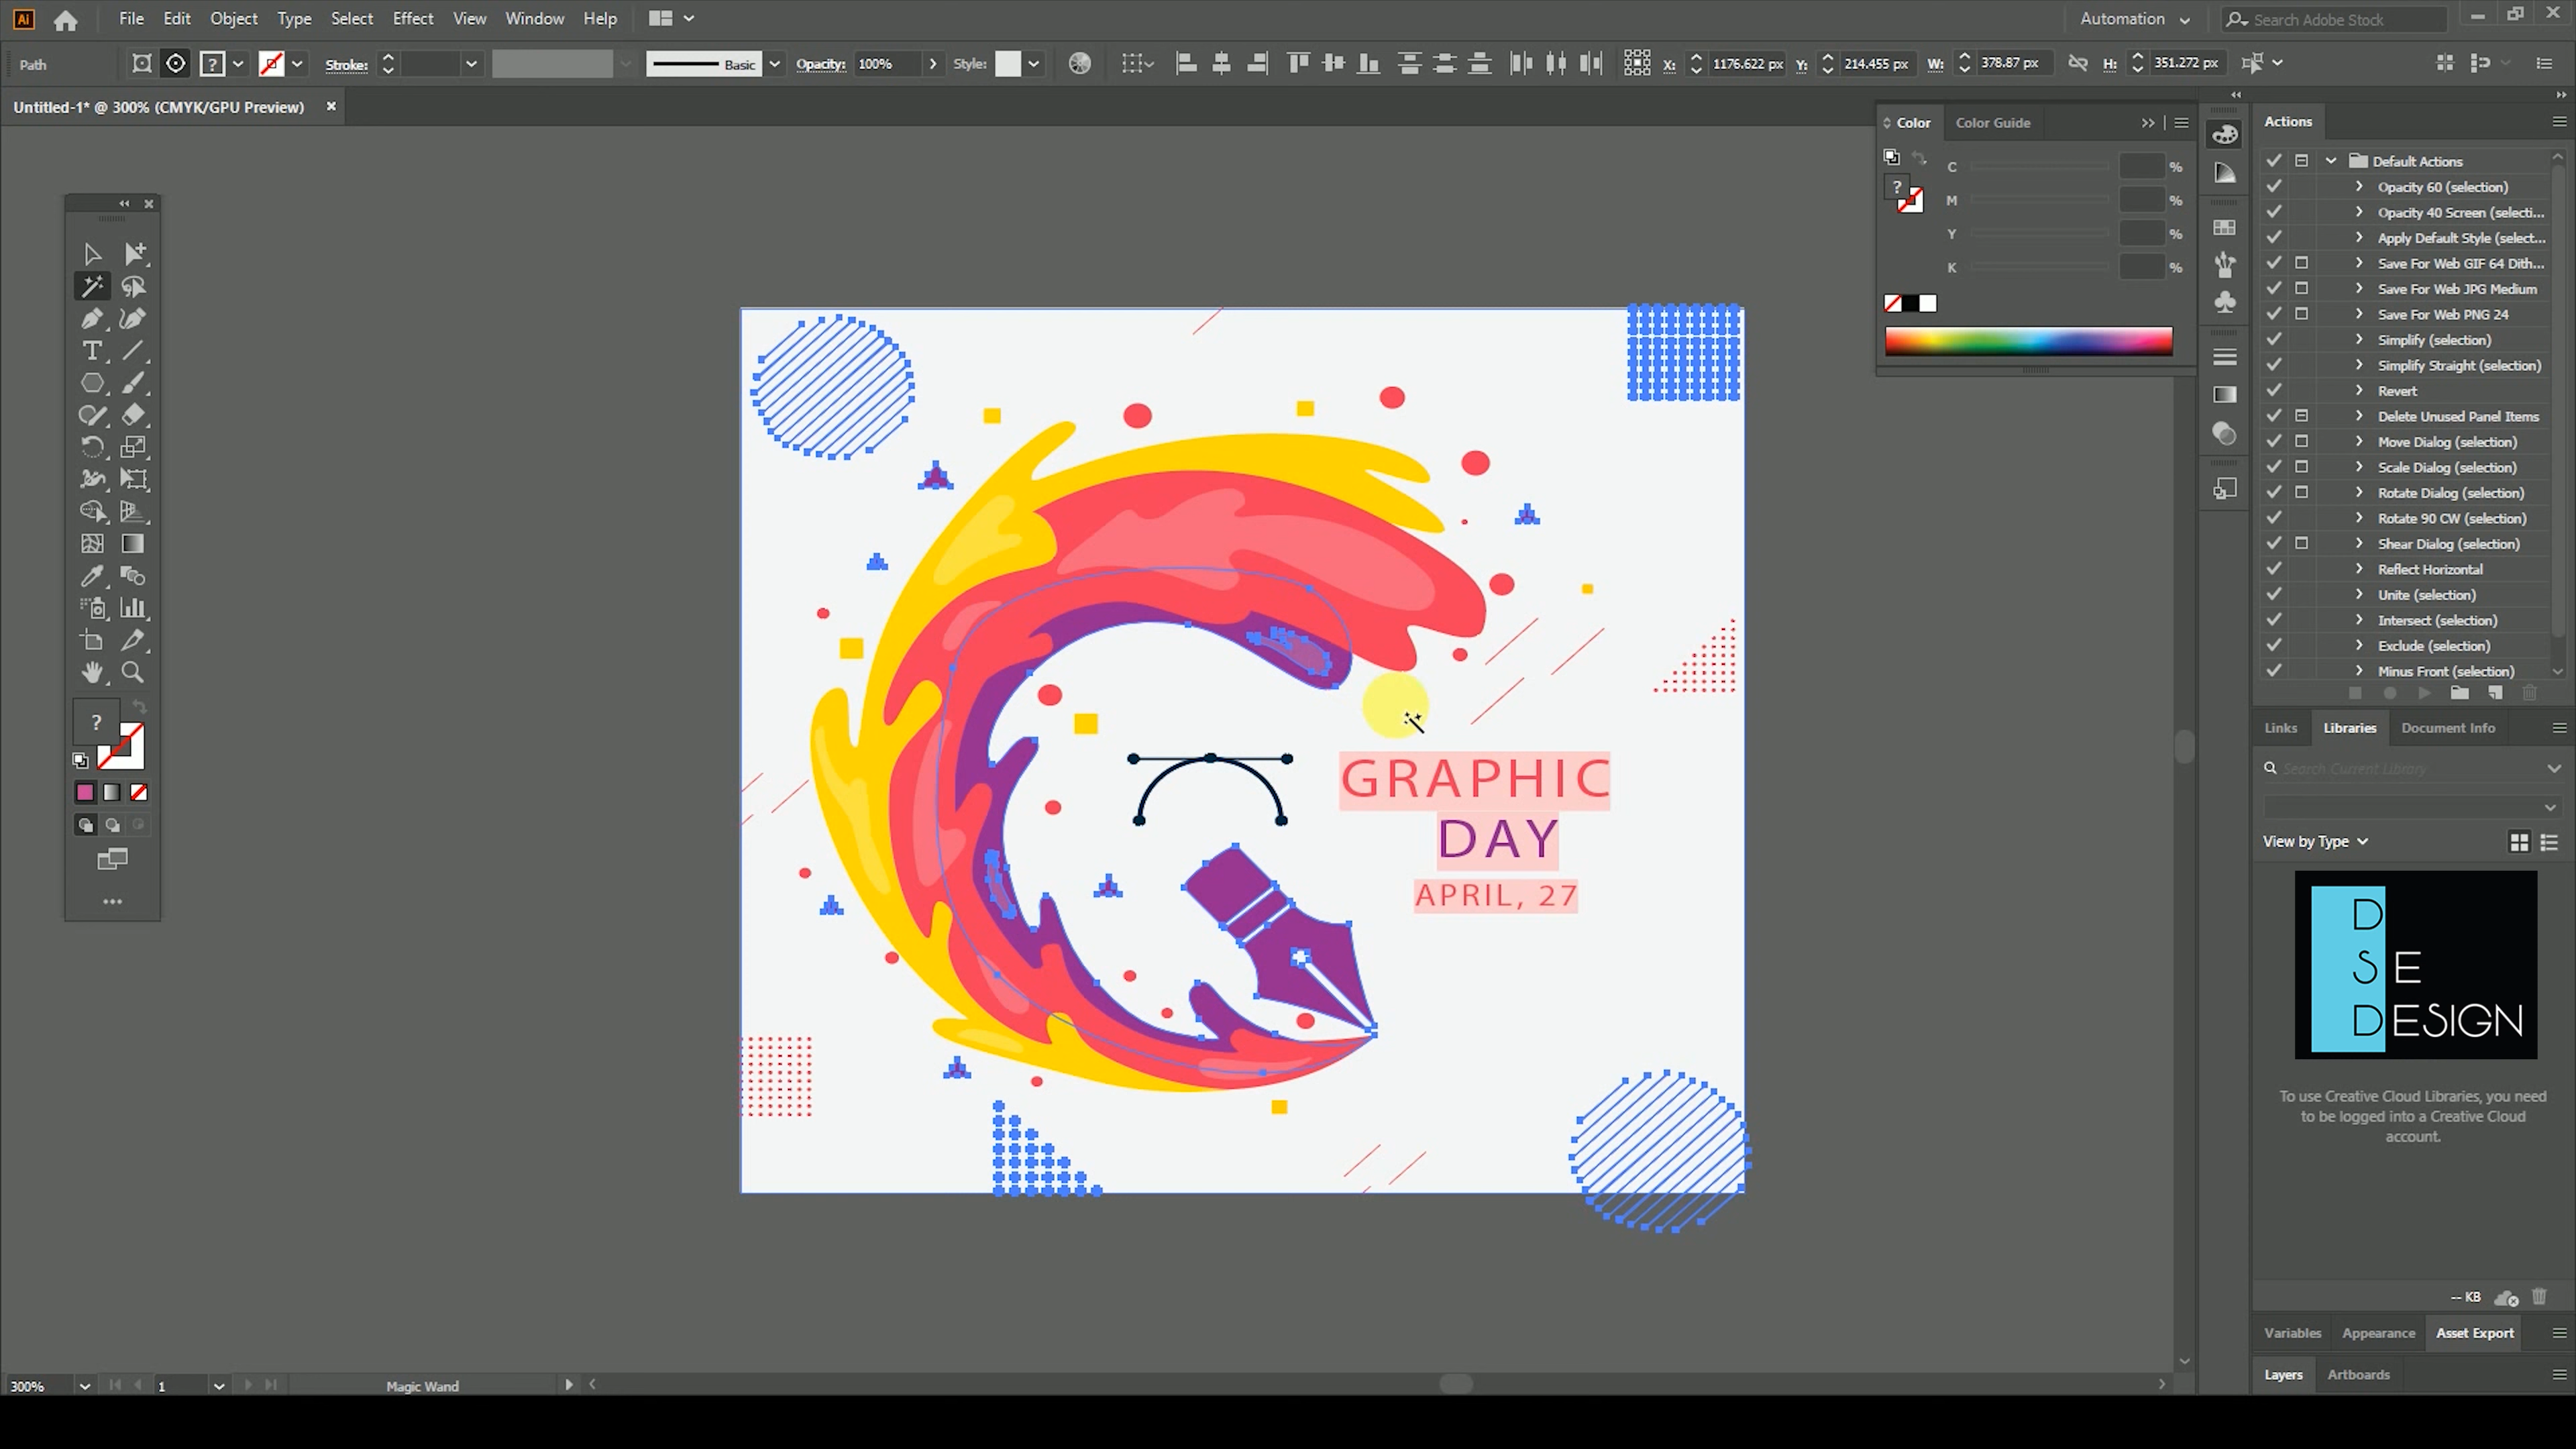 Ai File Edit Object Type Select Effect View Window Help Automation Search Adobe Stock
Path ? Stroke: Basic Opacity: 100% Style: X: 1176.622 px Y: 214.455 px W: 378.87 px H: 351.272 px
Untitled-1* @ 300% (CMYK/GPU Preview)
Color Color Guide
C %
M %
Y %
K %
?
Actions
Default Actions
Opacity 60 (selection)
Opacity 40 Screen (selecti...
Apply Default Style (select...
Save For Web GIF 64 Dith...
Save For Web JPG Medium
Save For Web PNG 24
Simplify (selection)
Simplify Straight (selection)
Revert
Delete Unused Panel Items
Move Dialog (selection)
Scale Dialog (selection)
Rotate Dialog (selection)
Rotate 90 CW (selection)
Shear Dialog (selection)
Reflect Horizontal
Unite (selection)
Intersect (selection)
Exclude (selection)
Minus Front (selection)
Links Libraries Document Info
Search Current Library
View by Type
D
S E
DESIGN
To use Creative Cloud Libraries, you need
to be logged into a Creative Cloud
account.
-- KB
Variables Appearance Asset Export
Layers Artboards
?
GRAPHIC
DAY
APRIL, 27
300% 1 Magic Wand